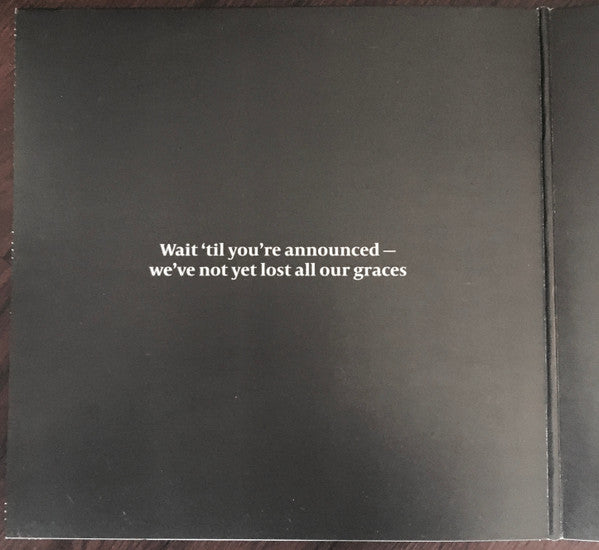 Wait ‘til you’re announced —
we’ve not yet lost all our graces